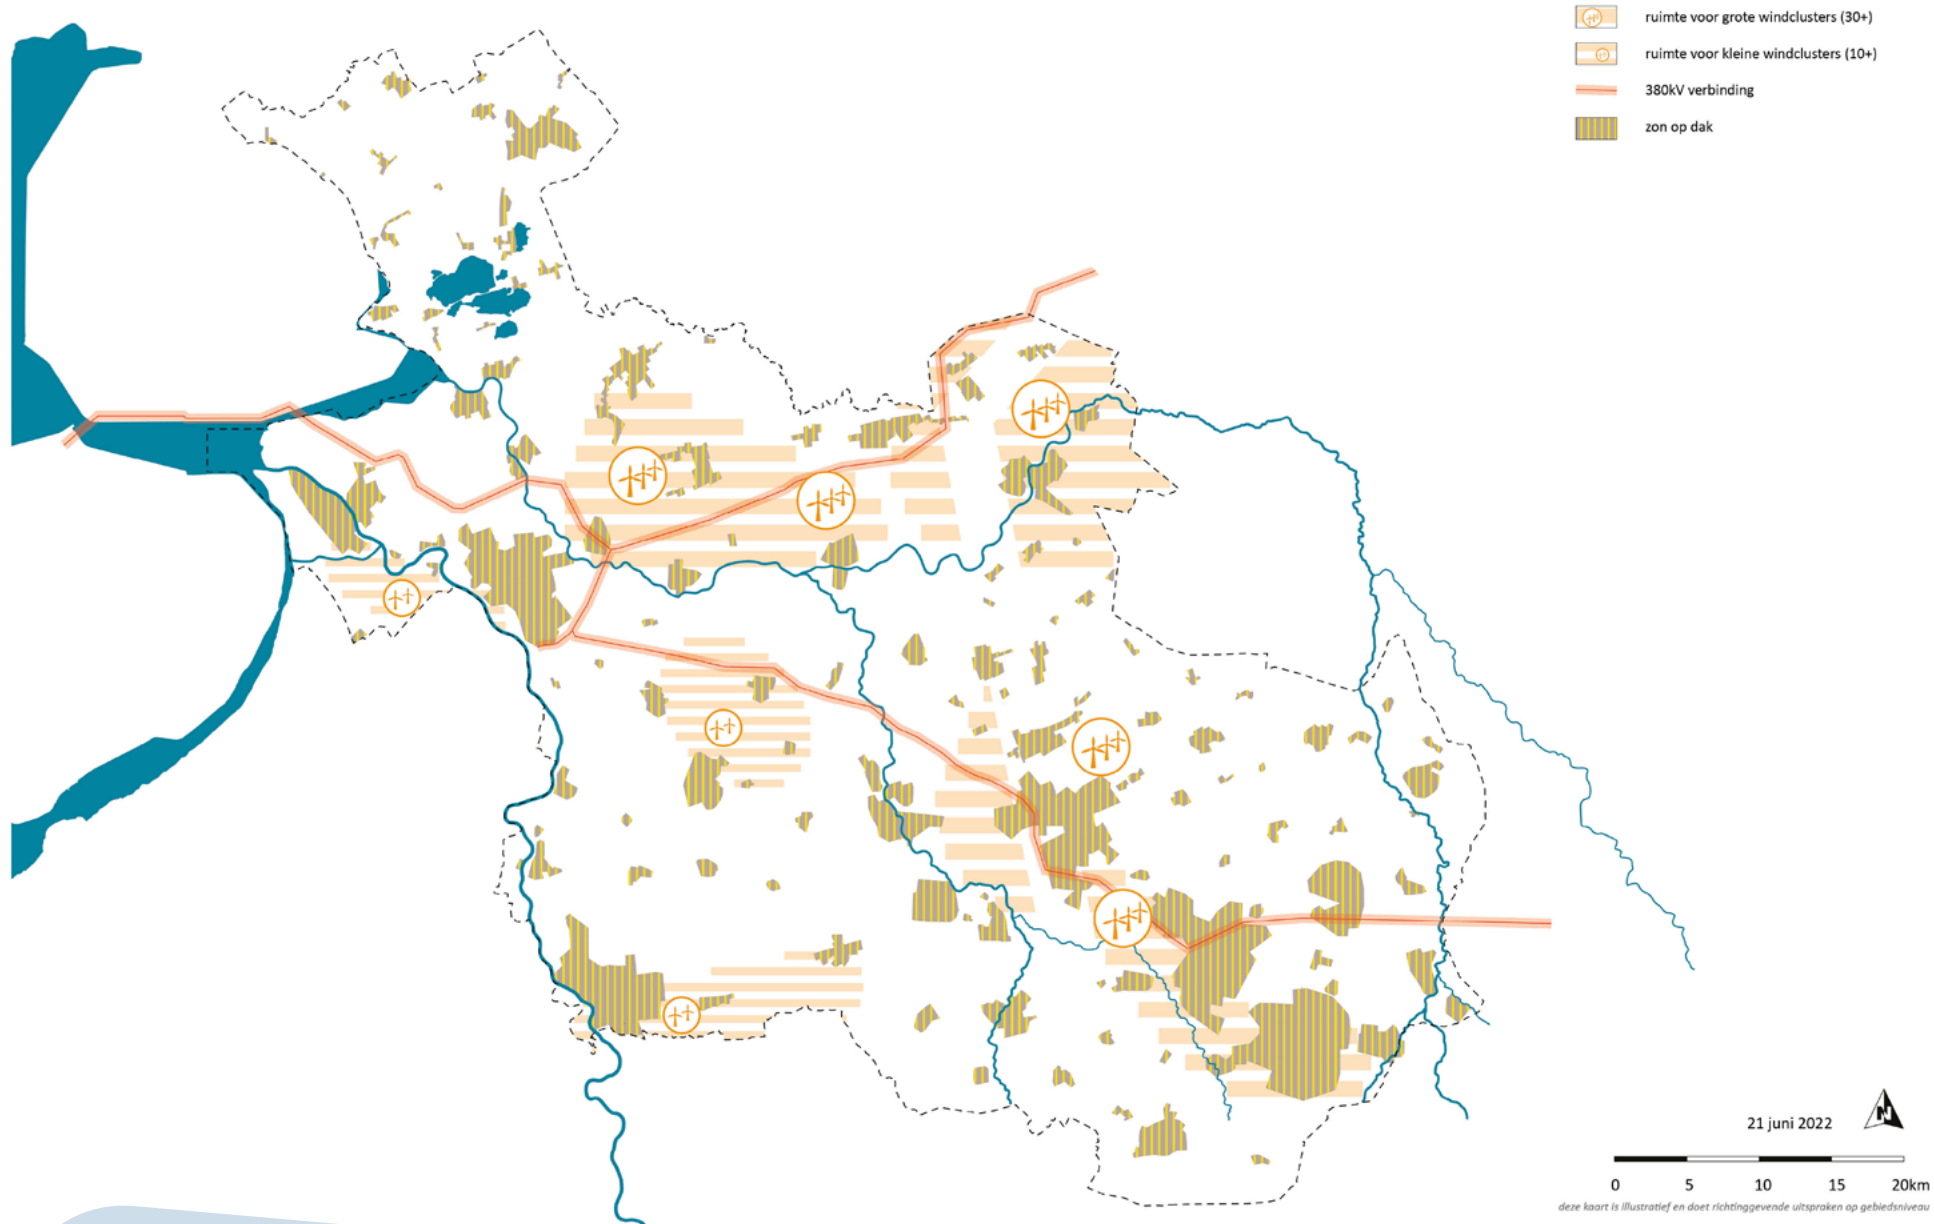 ruimte voor grote windclusters (30+)
ruimte voor kleine windclusters (10+)
380kV verbinding
zon op dak
21 juni 2022
N
0 5 10 15 20km
deze kaart is illustratief en doet richtinggevende uitspraken op gebiedsniveau